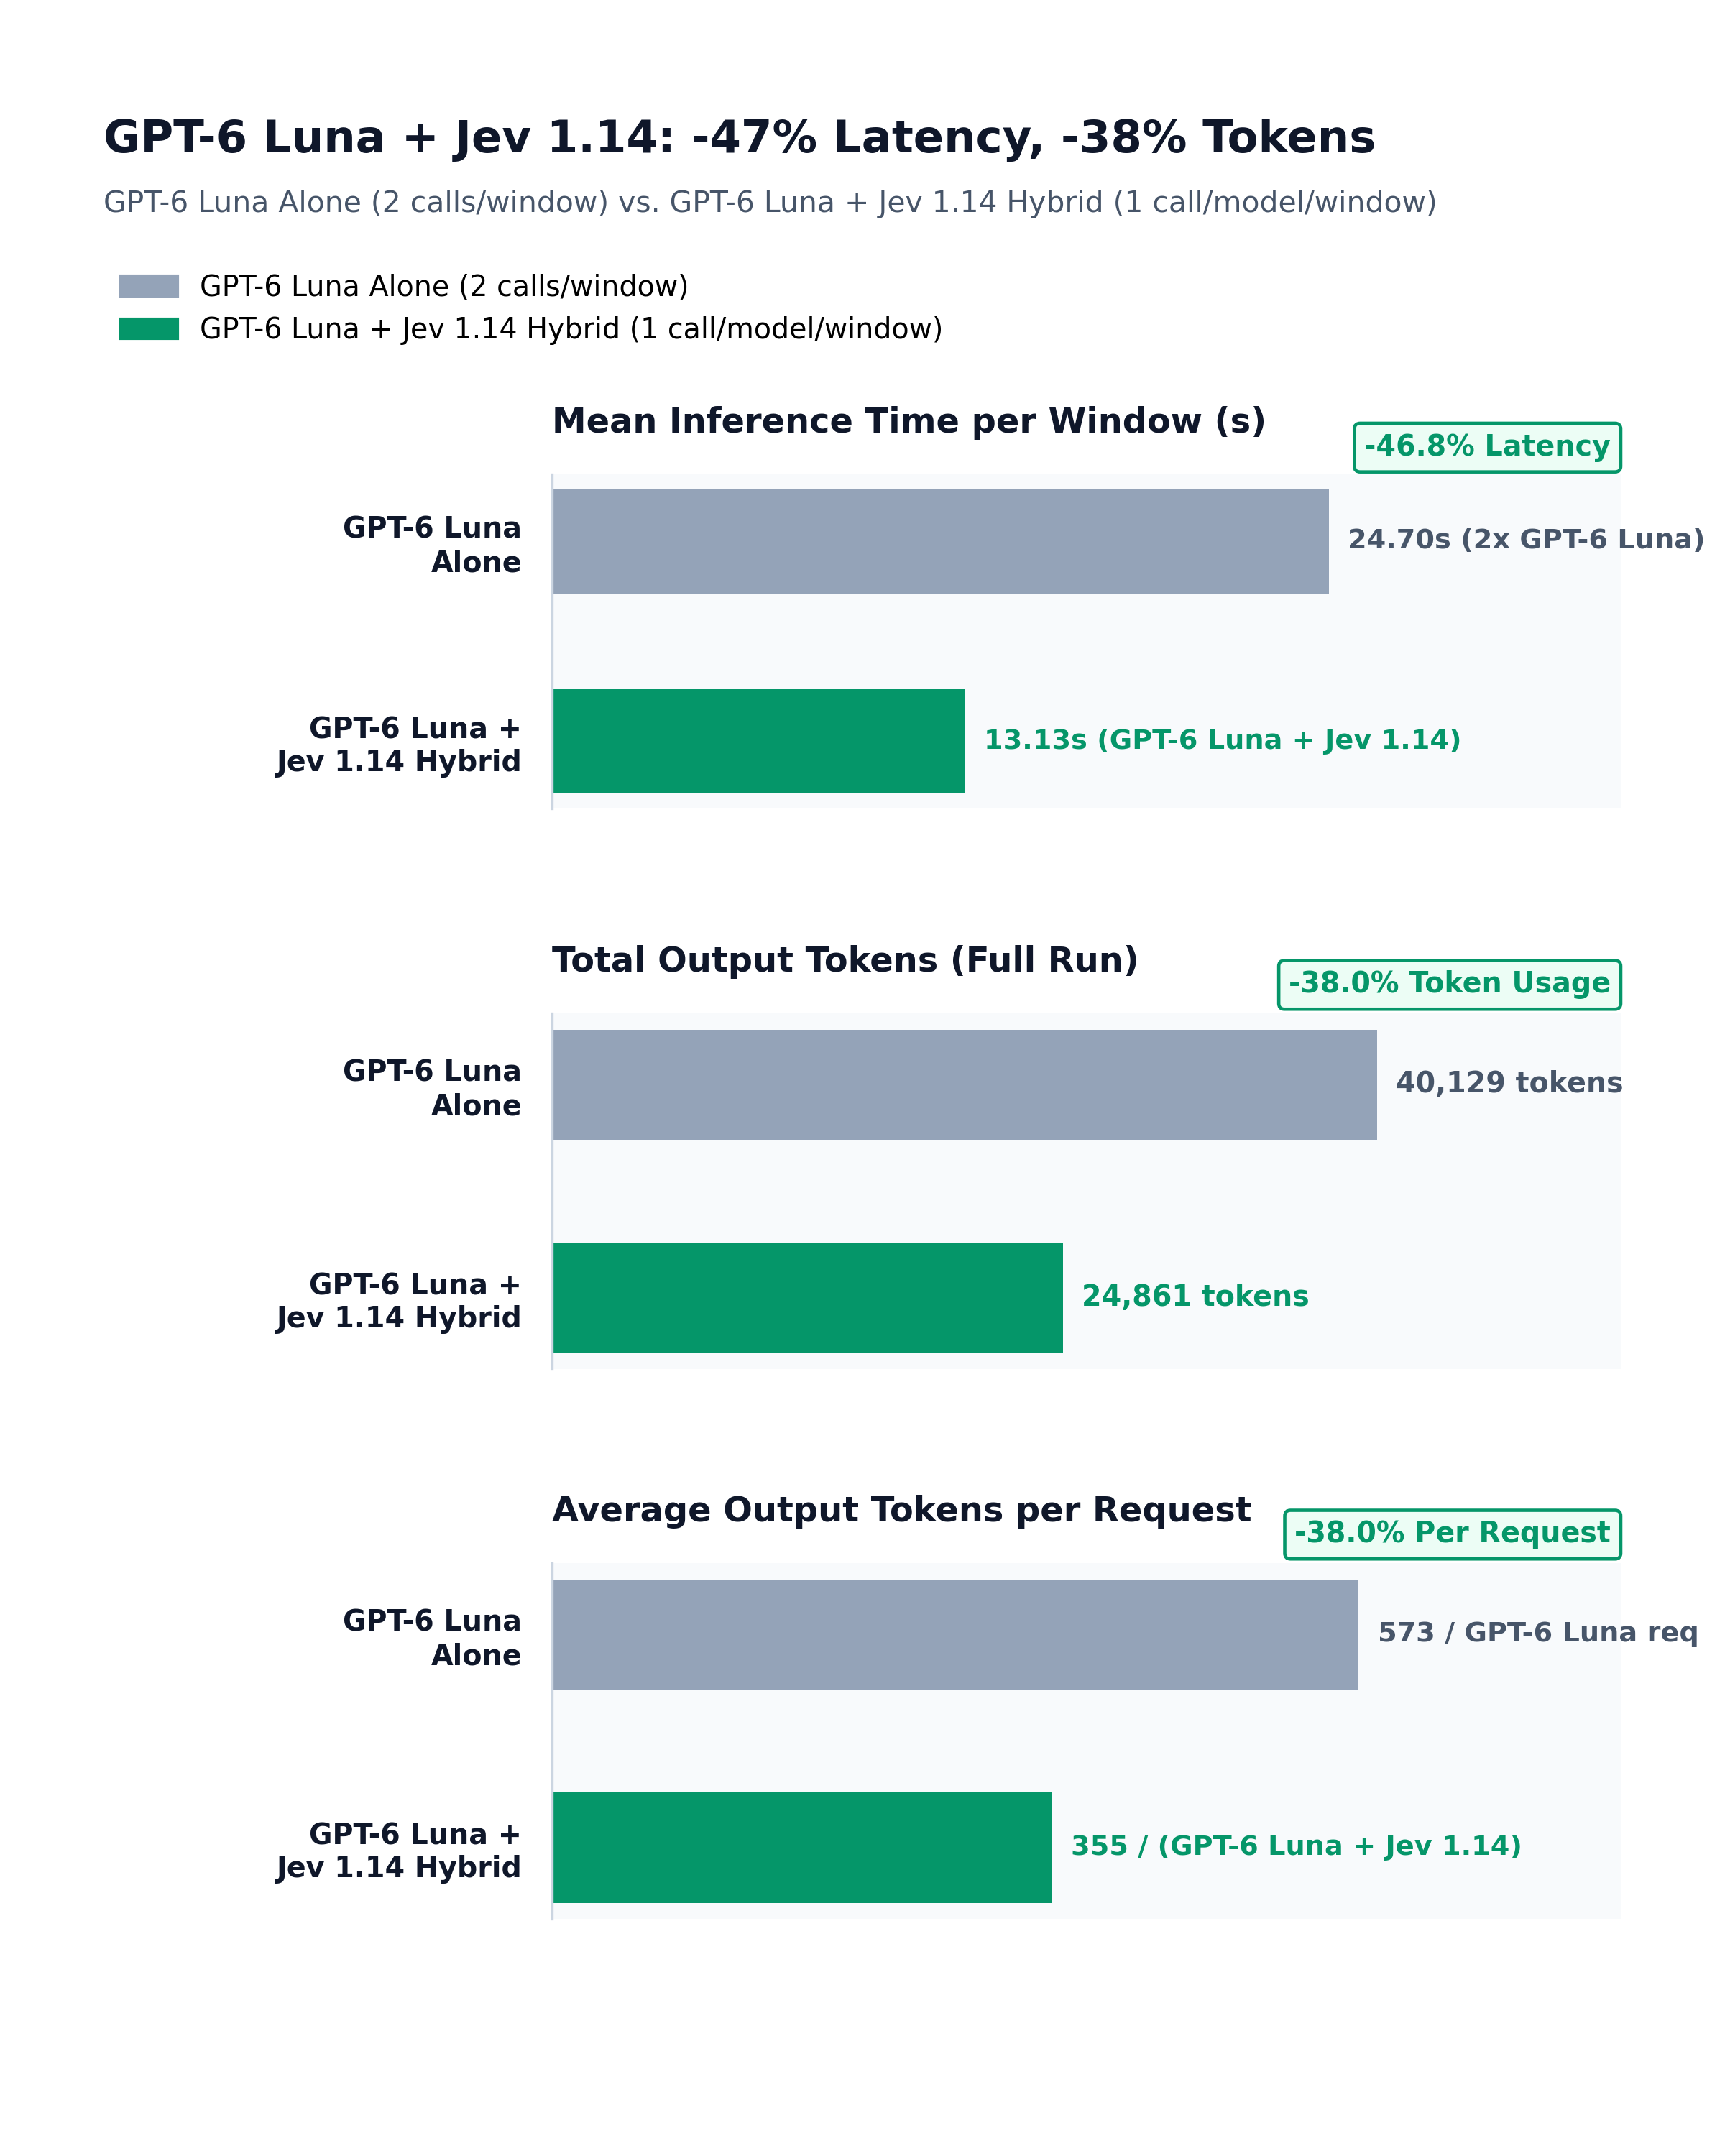 GPT-6 Luna + Jev 1.14: -47% Latency, -38% Tokens
GPT-6 Luna Alone (2 calls/window) vs. GPT-6 Luna + Jev 1.14 Hybrid (1 call/model/window)
GPT-6 Luna Alone (2 calls/window)
GPT-6 Luna + Jev 1.14 Hybrid (1 call/model/window)
Mean Inference Time per Window (s)
-46.8% Latency
GPT-6 Luna
Alone
24.70s (2x GPT-6 Luna)
GPT-6 Luna +
Jev 1.14 Hybrid
13.13s (GPT-6 Luna + Jev 1.14)
Total Output Tokens (Full Run)
-38.0% Token Usage
GPT-6 Luna
Alone
40,129 tokens
GPT-6 Luna +
Jev 1.14 Hybrid
24,861 tokens
Average Output Tokens per Request
-38.0% Per Request
GPT-6 Luna
Alone
573 / GPT-6 Luna req
GPT-6 Luna +
Jev 1.14 Hybrid
355 / (GPT-6 Luna + Jev 1.14)